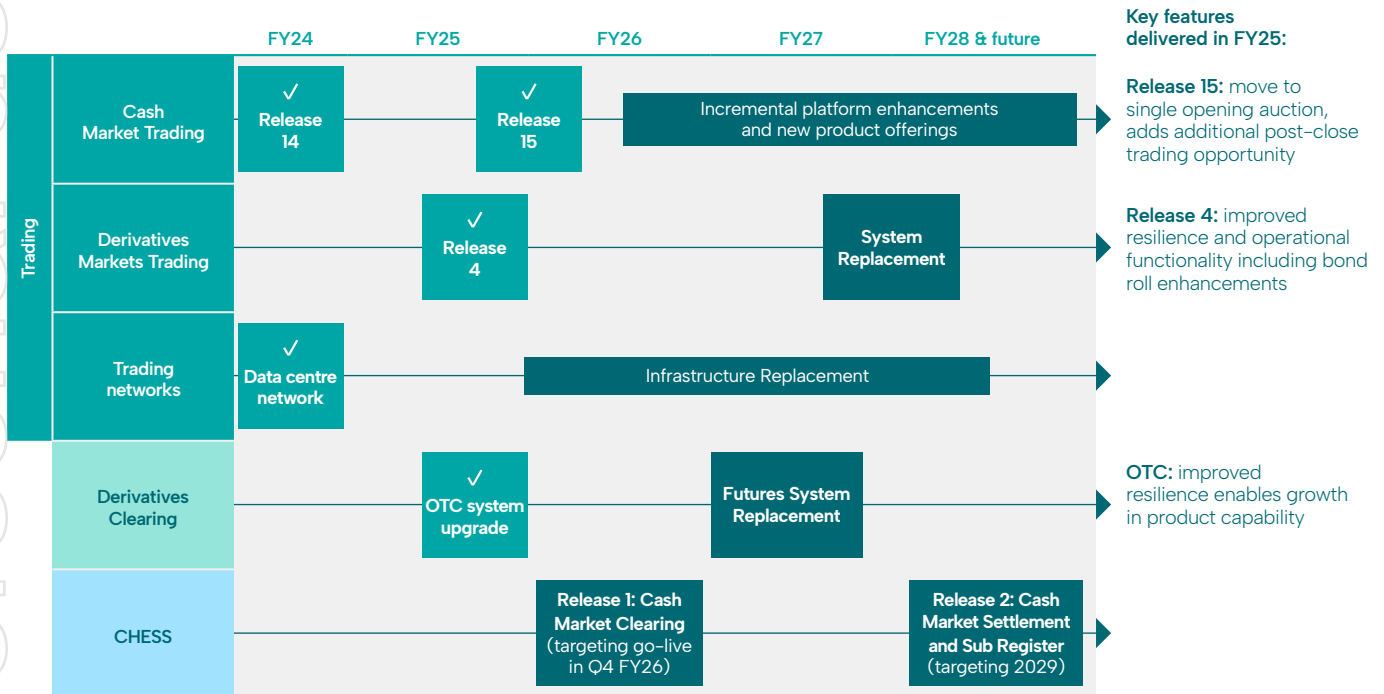 FY24
FY25
FY26
FY27
FY28 & future
Key features
delivered in FY25:
Trading
Cash
Market Trading
✓
Release
14
✓
Release
15
Incremental platform enhancements
and new product offerings
Release 15: move to
single opening auction,
adds additional post-close
trading opportunity
Derivatives
Markets Trading
✓
Release
4
System
Replacement
Release 4: improved
resilience and operational
functionality including bond
roll enhancements
Trading
networks
✓
Data centre
network
Infrastructure Replacement
Derivatives
Clearing
✓
OTC system
upgrade
Futures System
Replacement
OTC: improved
resilience enables growth
in product capability
CHESS
Release 1: Cash
Market Clearing
(targeting go-live
in Q4 FY26)
Release 2: Cash
Market Settlement
and Sub Register
(targeting 2029)